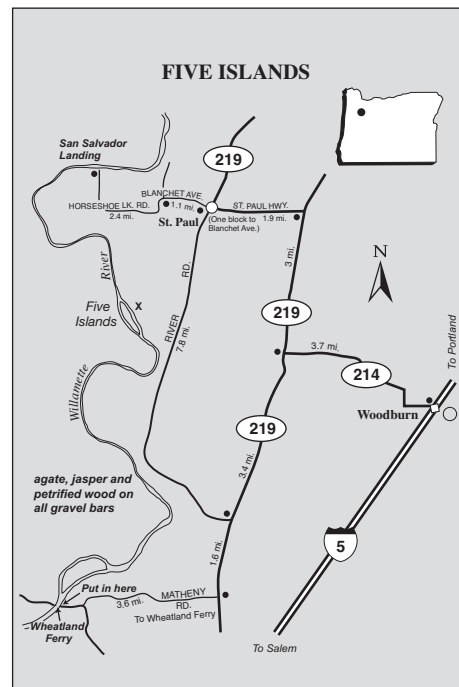 FIVE ISLANDS
San Salvador
Landing
219
BLANCHET AVE.
1.1 mi.
HORSESHOE LK. RD.
2.4 mi.
St. Paul
ST. PAUL HWY.
1.9 mi.
(One block to
Blanchet Ave.)
River
RD.
3 mi.
N
Five
Islands
X
RIVER
7.8 mi.
219
3.7 mi.
214
To Portland
Willamette
Woodburn
219
3.4 mi.
agate, jasper and
petrified wood on
all gravel bars
5
1.6 mi.
Put in here
3.6 mi.
MATHENY
RD.
To Wheatland Ferry
Wheatland
Ferry
To Salem